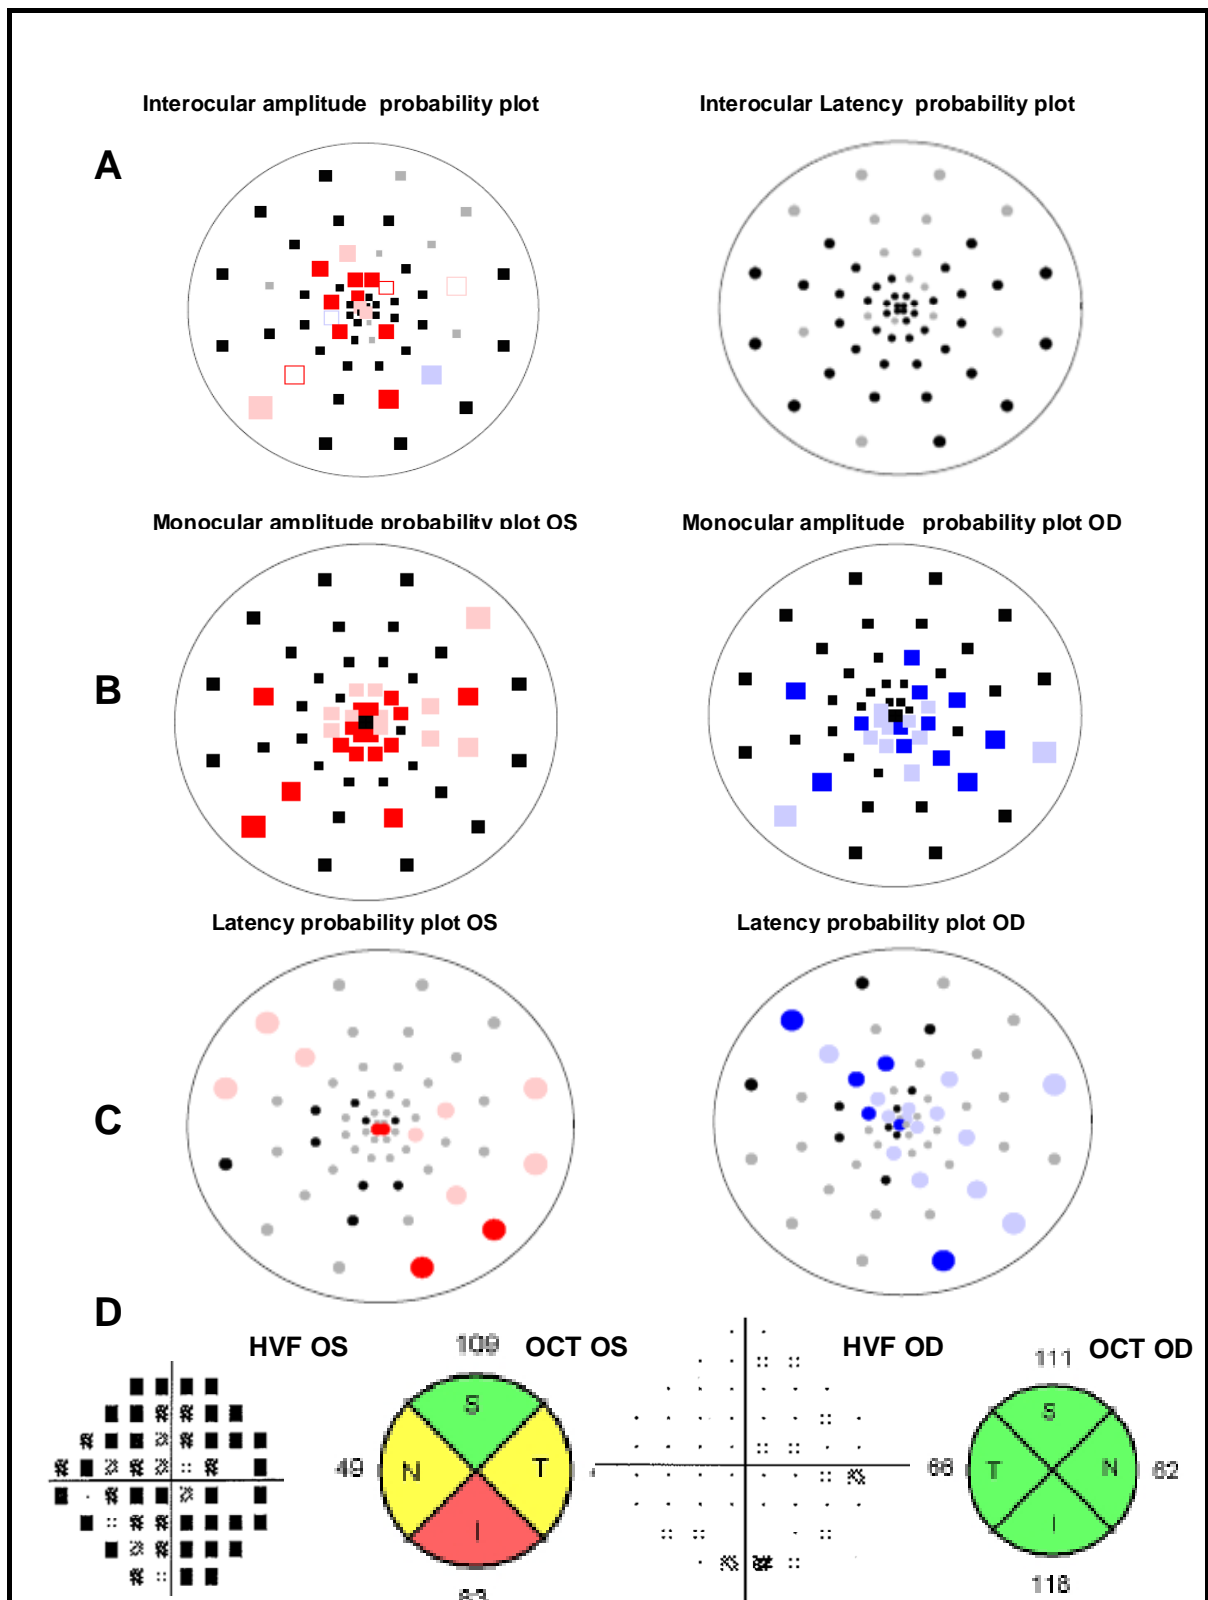 Interocular amplitude probability plot
Interocular Latency probability plot
A
Monocular amplitude probability plot OS
Monocular amplitude probability plot OD
B
Latency probability plot OS
Latency probability plot OD
C
D
HVF OS
109
OCT OS
HVF OD
111
OCT OD
S
S
49
N
T
66
T
N
62
I
I
63
118